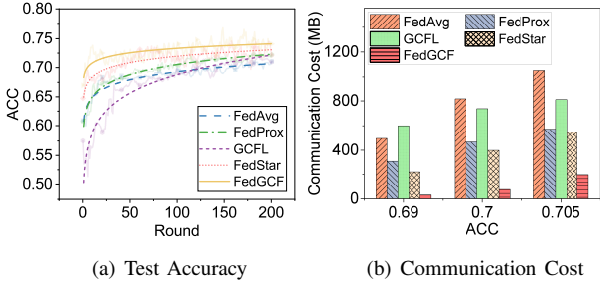 0.80
0.75
0.70
0.65
0.60
0.55
0.50
ACC
0 50 100 150 200
Round
FedAvg
FedProx
GCFL
FedStar
FedGCF
(a) Test Accuracy
Communication Cost (MB)
1200
800
400
0
FedAvg FedProx
GCFL FedStar
FedGCF
0.69 0.7 0.705
ACC
(b) Communication Cost